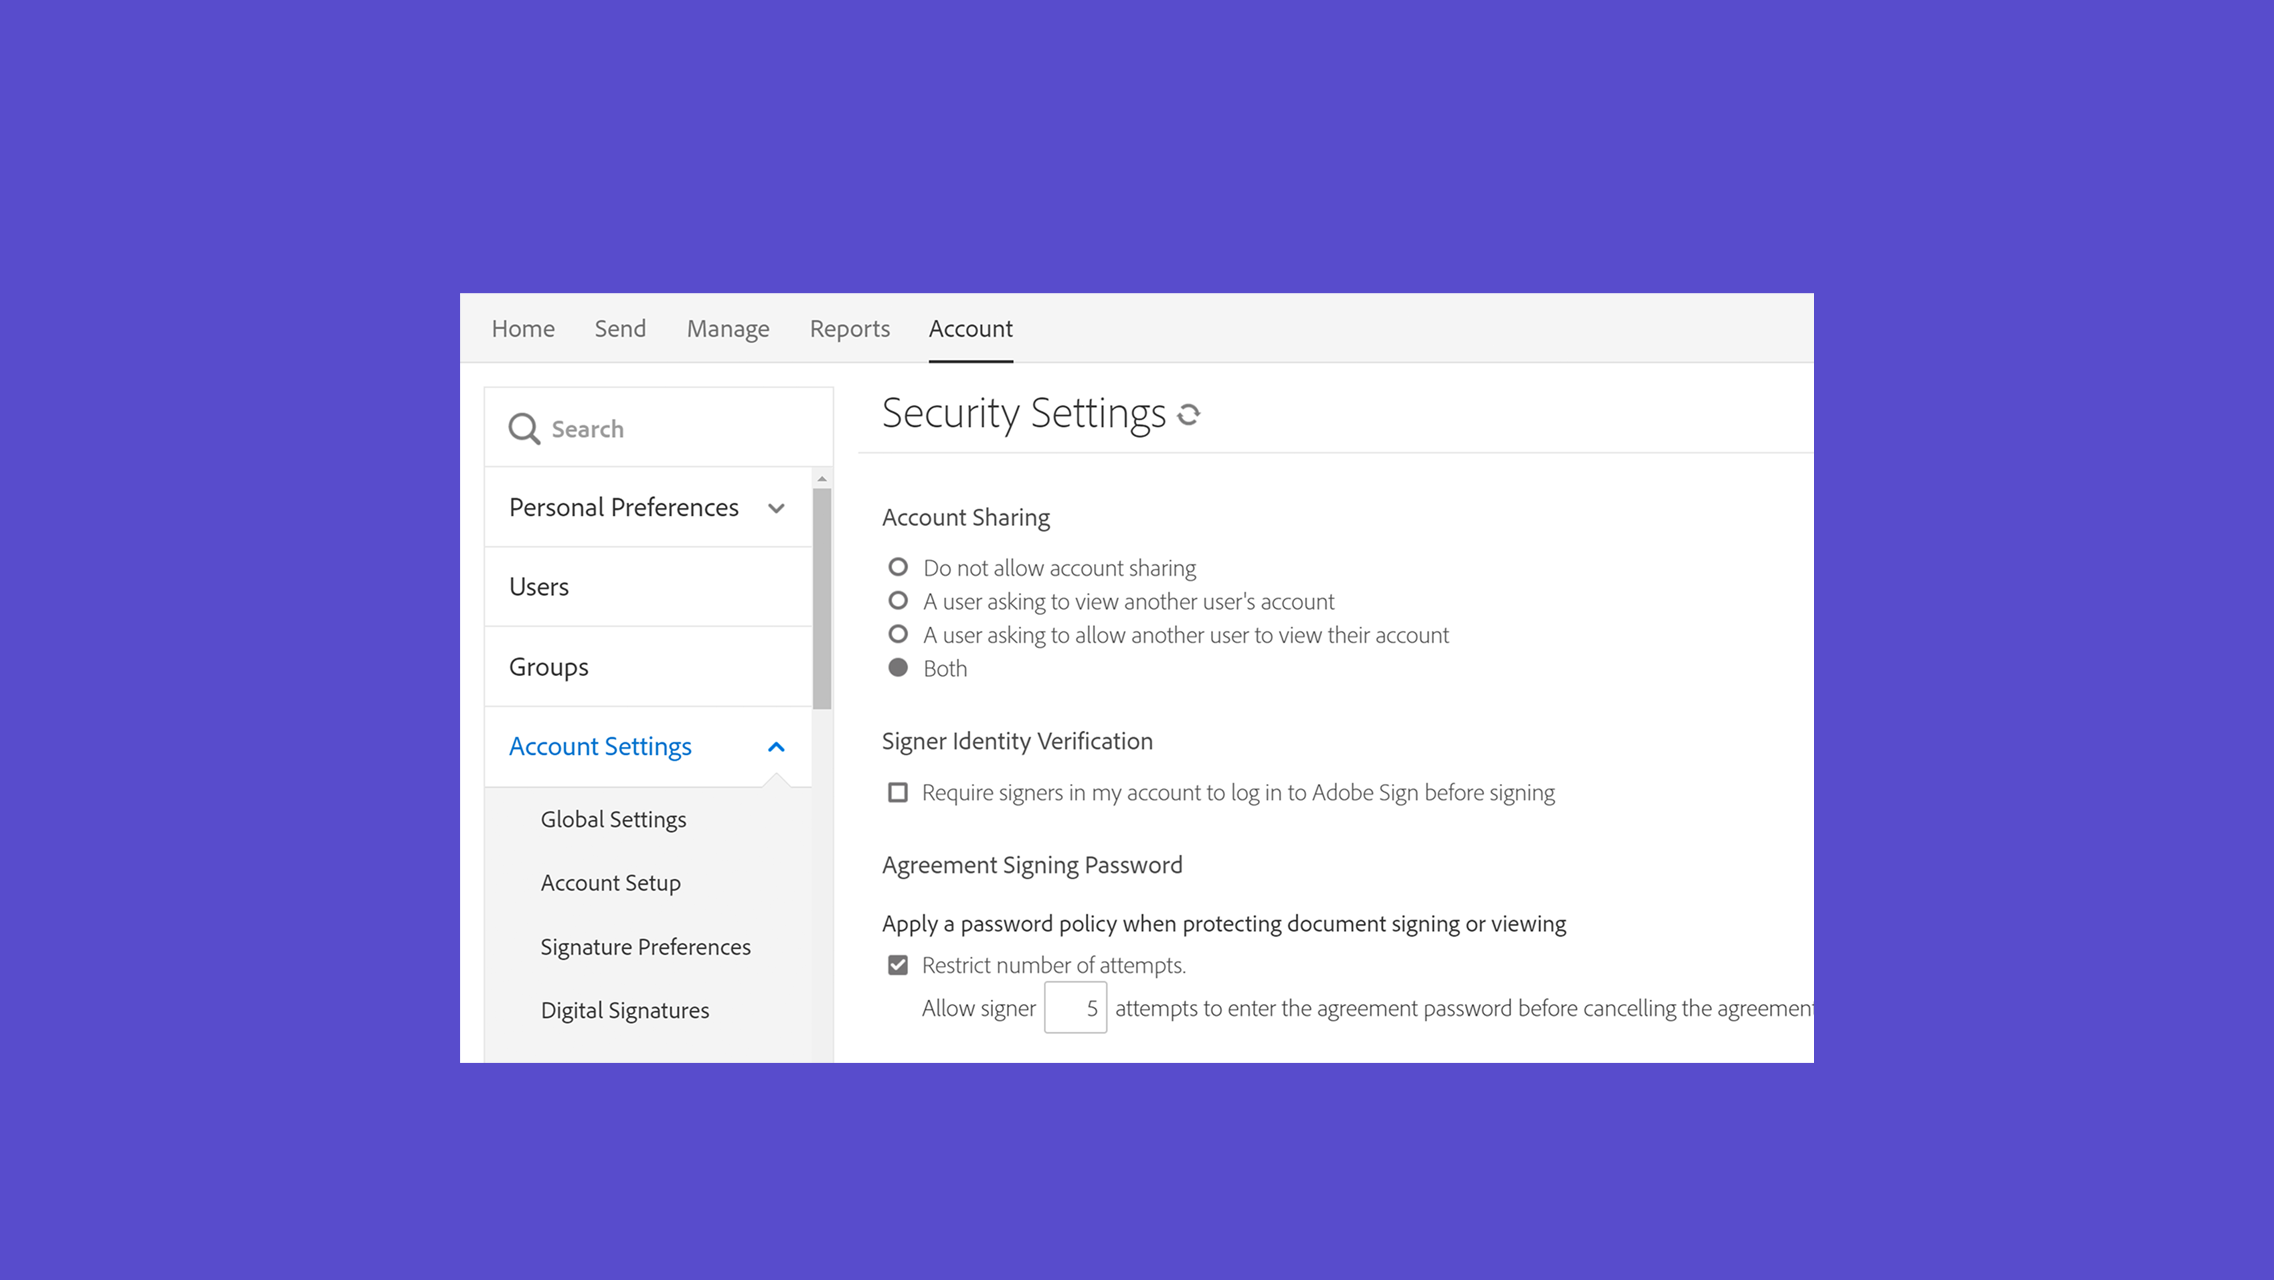 Home Send Manage Reports Account
Search
Personal Preferences
Users
Groups
Account Settings
Global Settings
Account Setup
Signature Preferences
Digital Signatures
Security Settings
Account Sharing
Do not allow account sharing
A user asking to view another user's account
A user asking to allow another user to view their account
Both
Signer Identity Verification
Require signers in my account to log in to Adobe Sign before signing
Agreement Signing Password
Apply a password policy when protecting document signing or viewing
Restrict number of attempts.
Allow signer 5 attempts to enter the agreement password before cancelling the agreement